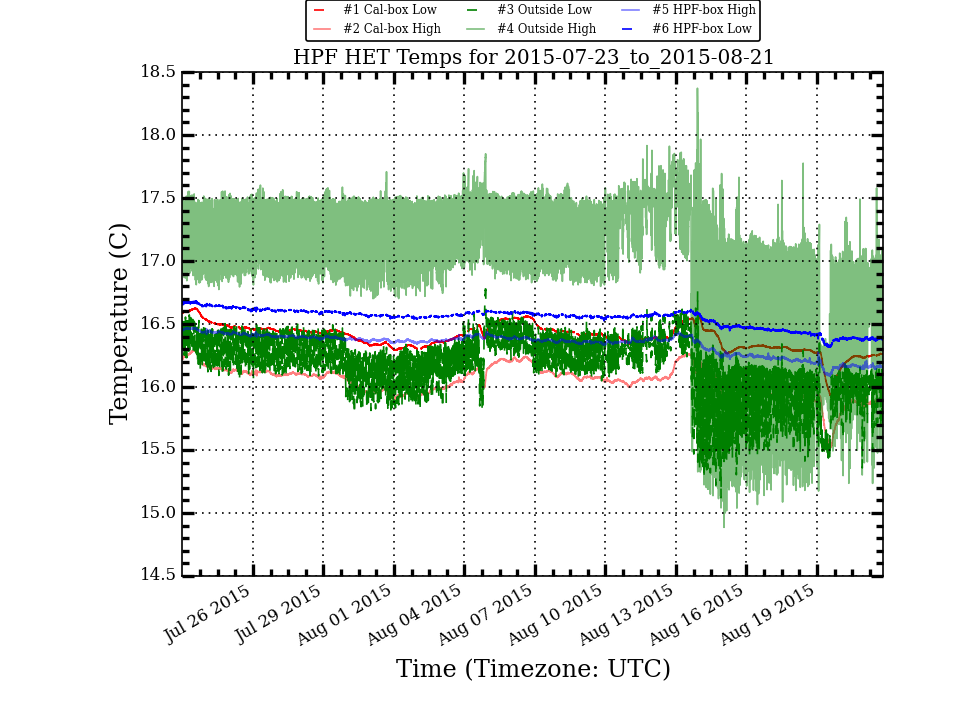 #1 Cal-box Low #3 Outside Low #5 HPF-box High
#2 Cal-box High #4 Outside High #6 HPF-box Low
HPF HET Temps for 2015-07-23_to_2015-08-21
18.5
18.0
17.5
17.0
16.5
16.0
15.5
15.0
14.5
Temperature (C)
Jul 26 2015
Jul 29 2015
Aug 01 2015
Aug 04 2015
Aug 07 2015
Aug 10 2015
Aug 13 2015
Aug 16 2015
Aug 19 2015
Time (Timezone: UTC)